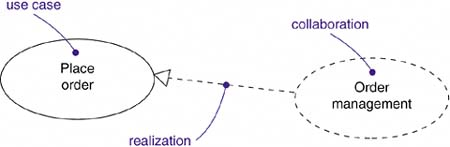 use case
collaboration
Place
order
Order
management
realization